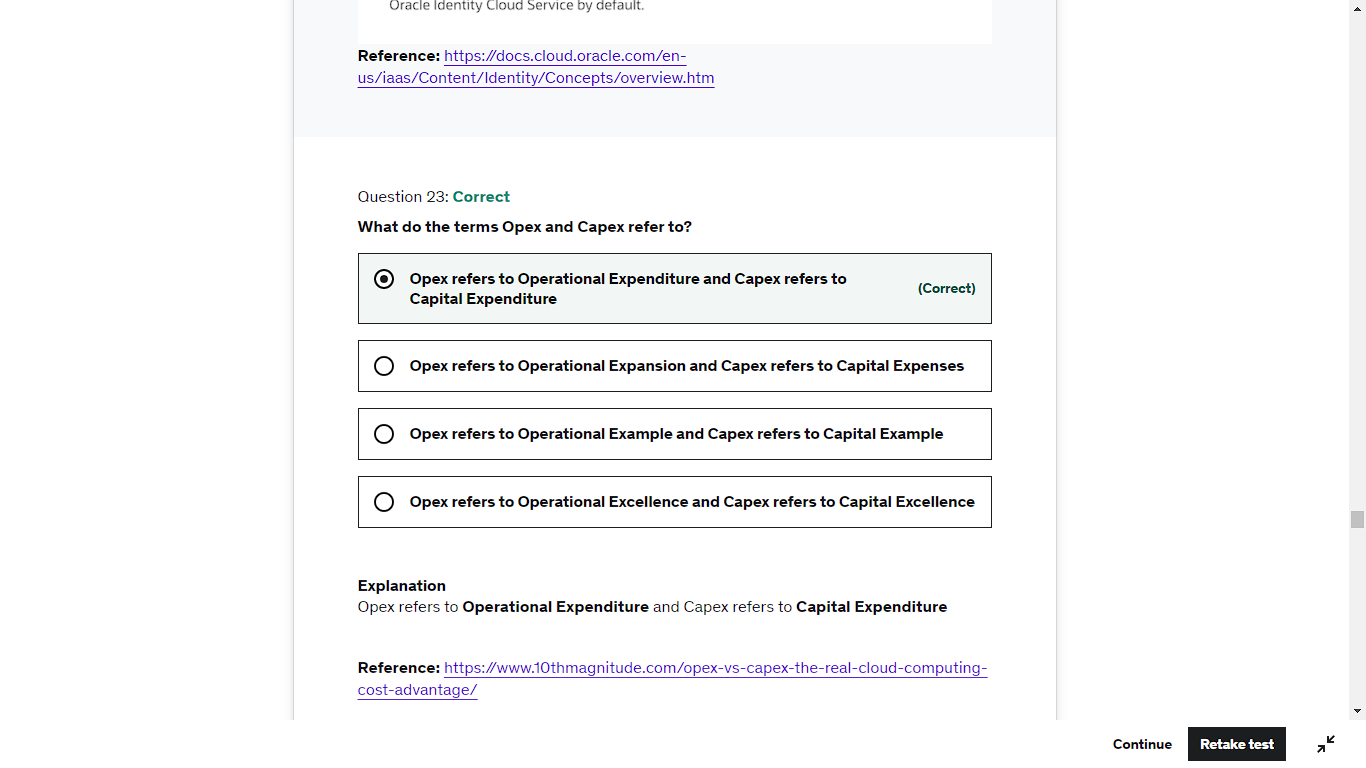 Oracle Identity Cloud Service by default.
Reference: https://docs.cloud.oracle.com/en-
us/iaas/Content/Identity/Concepts/overview.htm
Question 23: Correct
What do the terms Opex and Capex refer to?
Opex refers to Operational Expenditure and Capex refers to
Capital Expenditure
(Correct)
Opex refers to Operational Expansion and Capex refers to Capital Expenses
Opex refers to Operational Example and Capex refers to Capital Example
Opex refers to Operational Excellence and Capex refers to Capital Excellence
Explanation
Opex refers to Operational Expenditure and Capex refers to Capital Expenditure
Reference: https://www.10thmagnitude.com/opex-vs-capex-the-real-cloud-computing-
cost-advantage/
Continue
Retake test